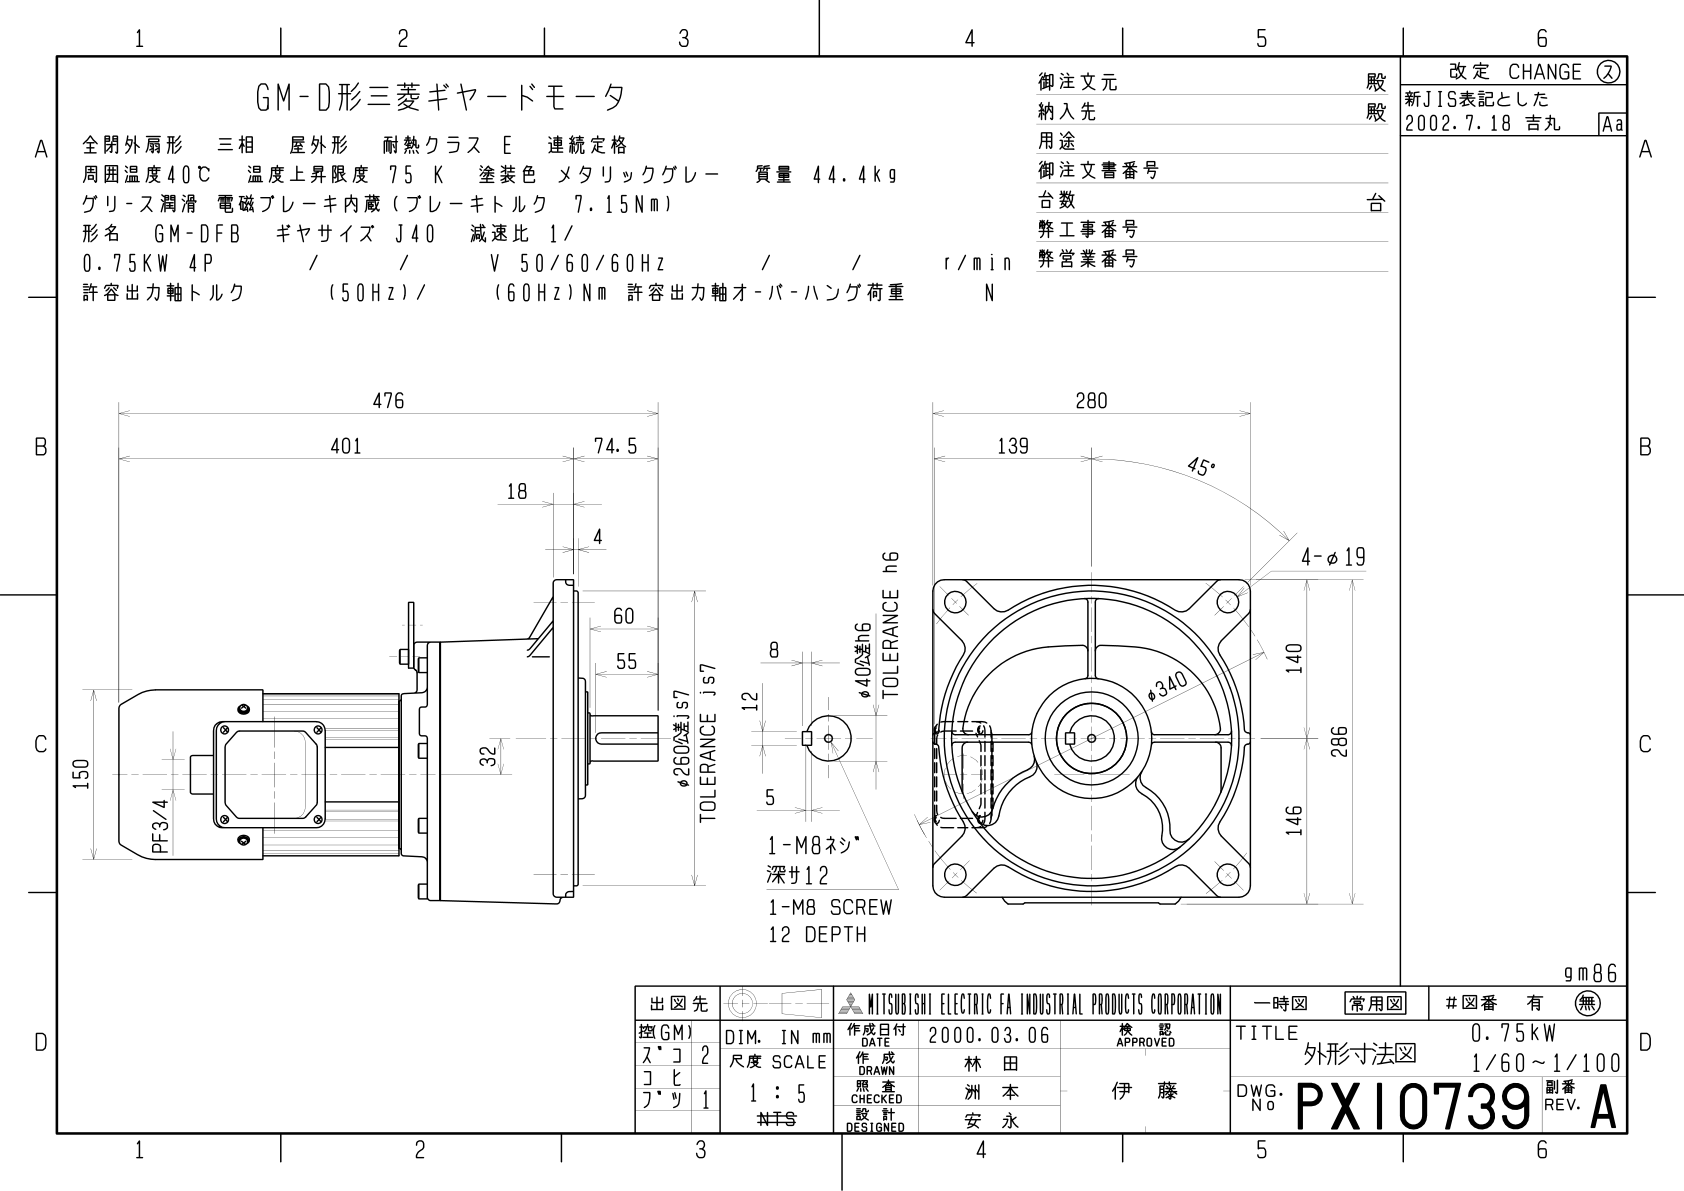 1 2 3 4 5 6
改定 CHANGE ス
新JIS表記とした
2002.7.18 吉丸 Aa
GM-D形三菱ギヤードモータ
全閉外扇形 三相 屋外形 耐熱クラス E 連続定格
周囲温度40℃ 温度上昇限度 75 K 塗装色 メタリックグレー 質量 44.4kg
グリース潤滑 電磁ブレーキ内蔵(ブレーキトルク 7.15Nm)
形名 GM-DFB ギヤサイズ J40 減速比 1/
0.75KW 4P / / V 50/60/60Hz / / r/min
許容出力軸トルク (50Hz)/ (60Hz)Nm 許容出力軸オーバーハング荷重 N
御注文元 殿
納入先 殿
用途
御注文書番号
台数 台
弊工事番号
弊営業番号
A A
B B
C C
D D
476
401 74.5
18
4
60
55
32
150
PF3/4
φ260公差js7
TOLERANCE js7
8
12
5
φ40公差h6
TOLERANCE h6
1-M8ネジ
深サ12
1-M8 SCREW
12 DEPTH
280
139
45°
4-φ19
φ340
140
286
146
gm86
出図先
控(GM)
ズコ 2
コヒ
ブツ 1
DIM. IN mm
尺度 SCALE
1 : 5
NTS
MITSUBISHI ELECTRIC FA INDUSTRIAL PRODUCTS CORPORATION
作成日付 DATE 2000.03.06
作成 DRAWN 林田
照査 CHECKED 洲本
設計 DESIGNED 安永
検認 APPROVED
伊藤
一時図 常用図 #図番 有 無
TITLE
外形寸法図
0.75kW
1/60~1/100
DWG. No PX10739 副番 REV. A
1 2 3 4 5 6